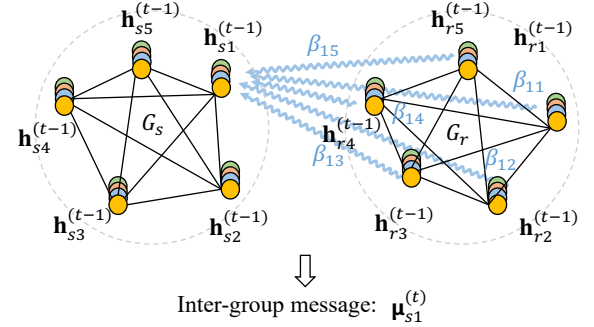 𝐡_{s5}^{(t−1)} 𝐡_{s1}^{(t−1)} 𝐡_{r5}^{(t−1)} 𝐡_{r1}^{(t−1)}
β_{15}
β_{11}
𝐡_{s4}^{(t−1)} G_s 𝐡_{r4}^{(t−1)} β_{14} G_r
β_{13} β_{12}
𝐡_{s3}^{(t−1)} 𝐡_{s2}^{(t−1)} 𝐡_{r3}^{(t−1)} 𝐡_{r2}^{(t−1)}
Inter-group message: 𝛍_{s1}^{(t)}